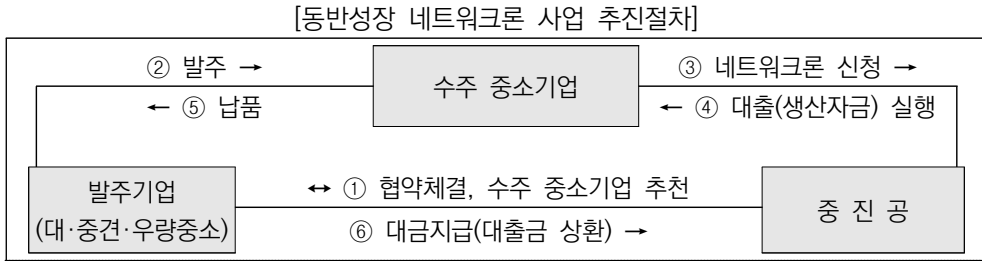 [동반성장 네트워크론 사업 추진절차]
② 발주 →
수주 중소기업
③ 네트워크론 신청 →
← ⑤ 납품
← ④ 대출(생산자금) 실행
발주기업
(대·중견·우량중소)
↔ ① 협약체결, 수주 중소기업 추천
⑥ 대금지급(대출금 상환) →
중 진 공